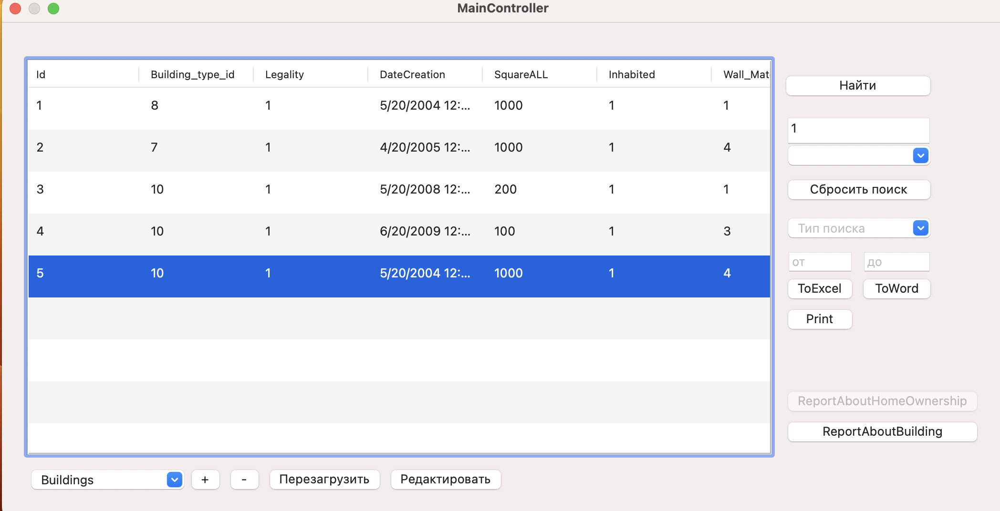 MainController
Id Building_type_id Legality DateCreation SquareALL Inhabited Wall_Mat
1 8 1 5/20/2004 12:... 1000 1 1
2 7 1 4/20/2005 12:... 1000 1 4
3 10 1 5/20/2008 12:... 200 1 1
4 10 1 6/20/2009 12:... 100 1 3
5 10 1 5/20/2004 12:... 1000 1 4
Найти
1
Сбросить поиск
Тип поиска
от до
ToExcel ToWord
Print
ReportAboutHomeOwnership
ReportAboutBuilding
Buildings + - Перезагрузить Редактировать